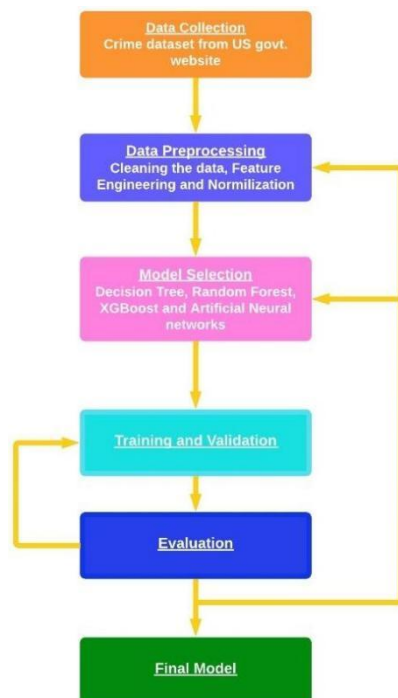 Data Collection
Crime dataset from US govt.
website
Data Preprocessing
Cleaning the data, Feature
Engineering and Normilization
Model Selection
Decision Tree, Random Forest,
XGBoost and Artificial Neural
networks
Training and Validation
Evaluation
Final Model